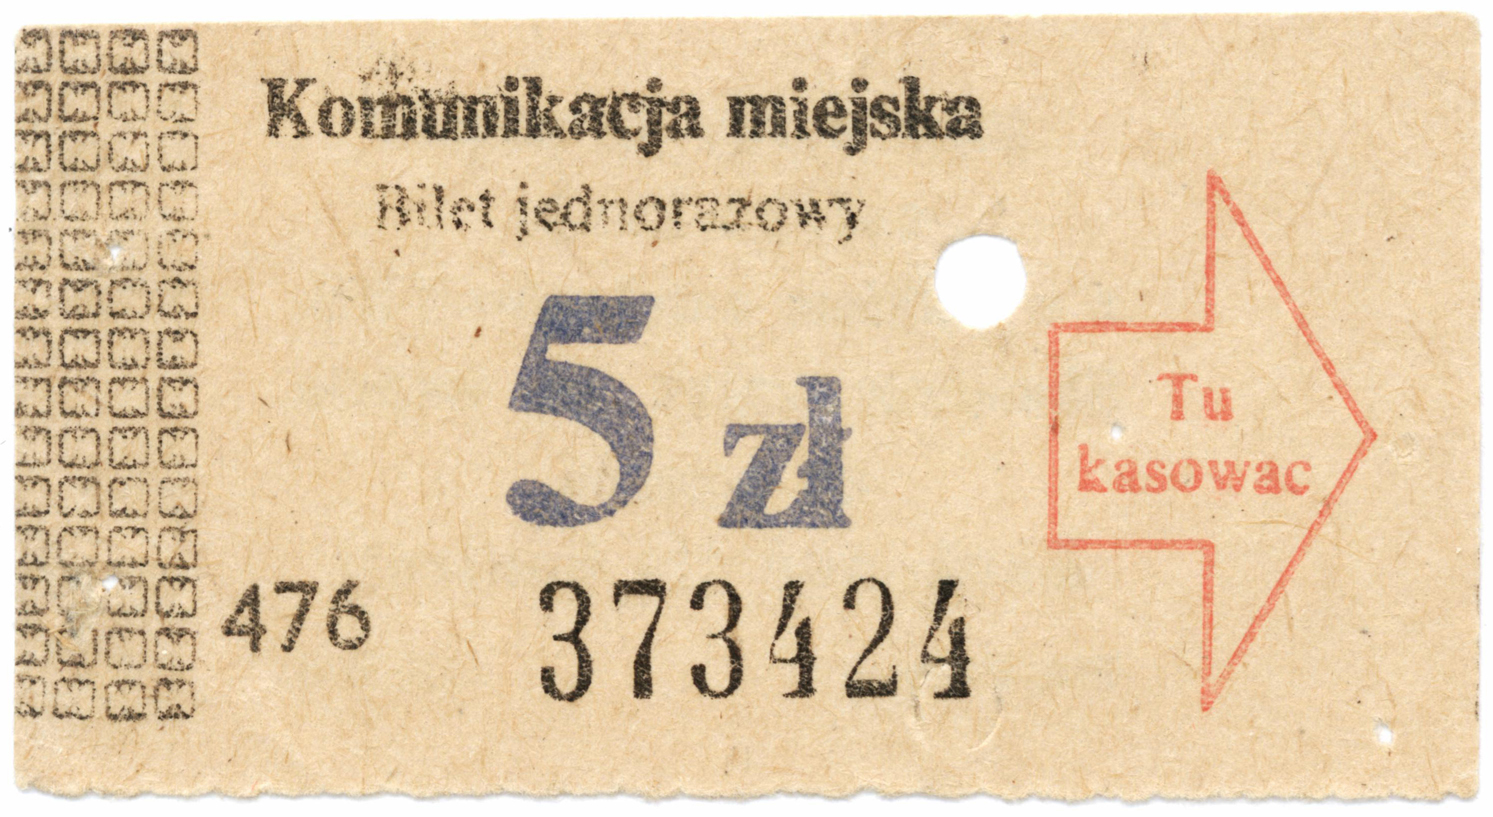 Komunikacja miejska
Bilet jednorazowy
5 zł
Tu
kasowac
476 373424